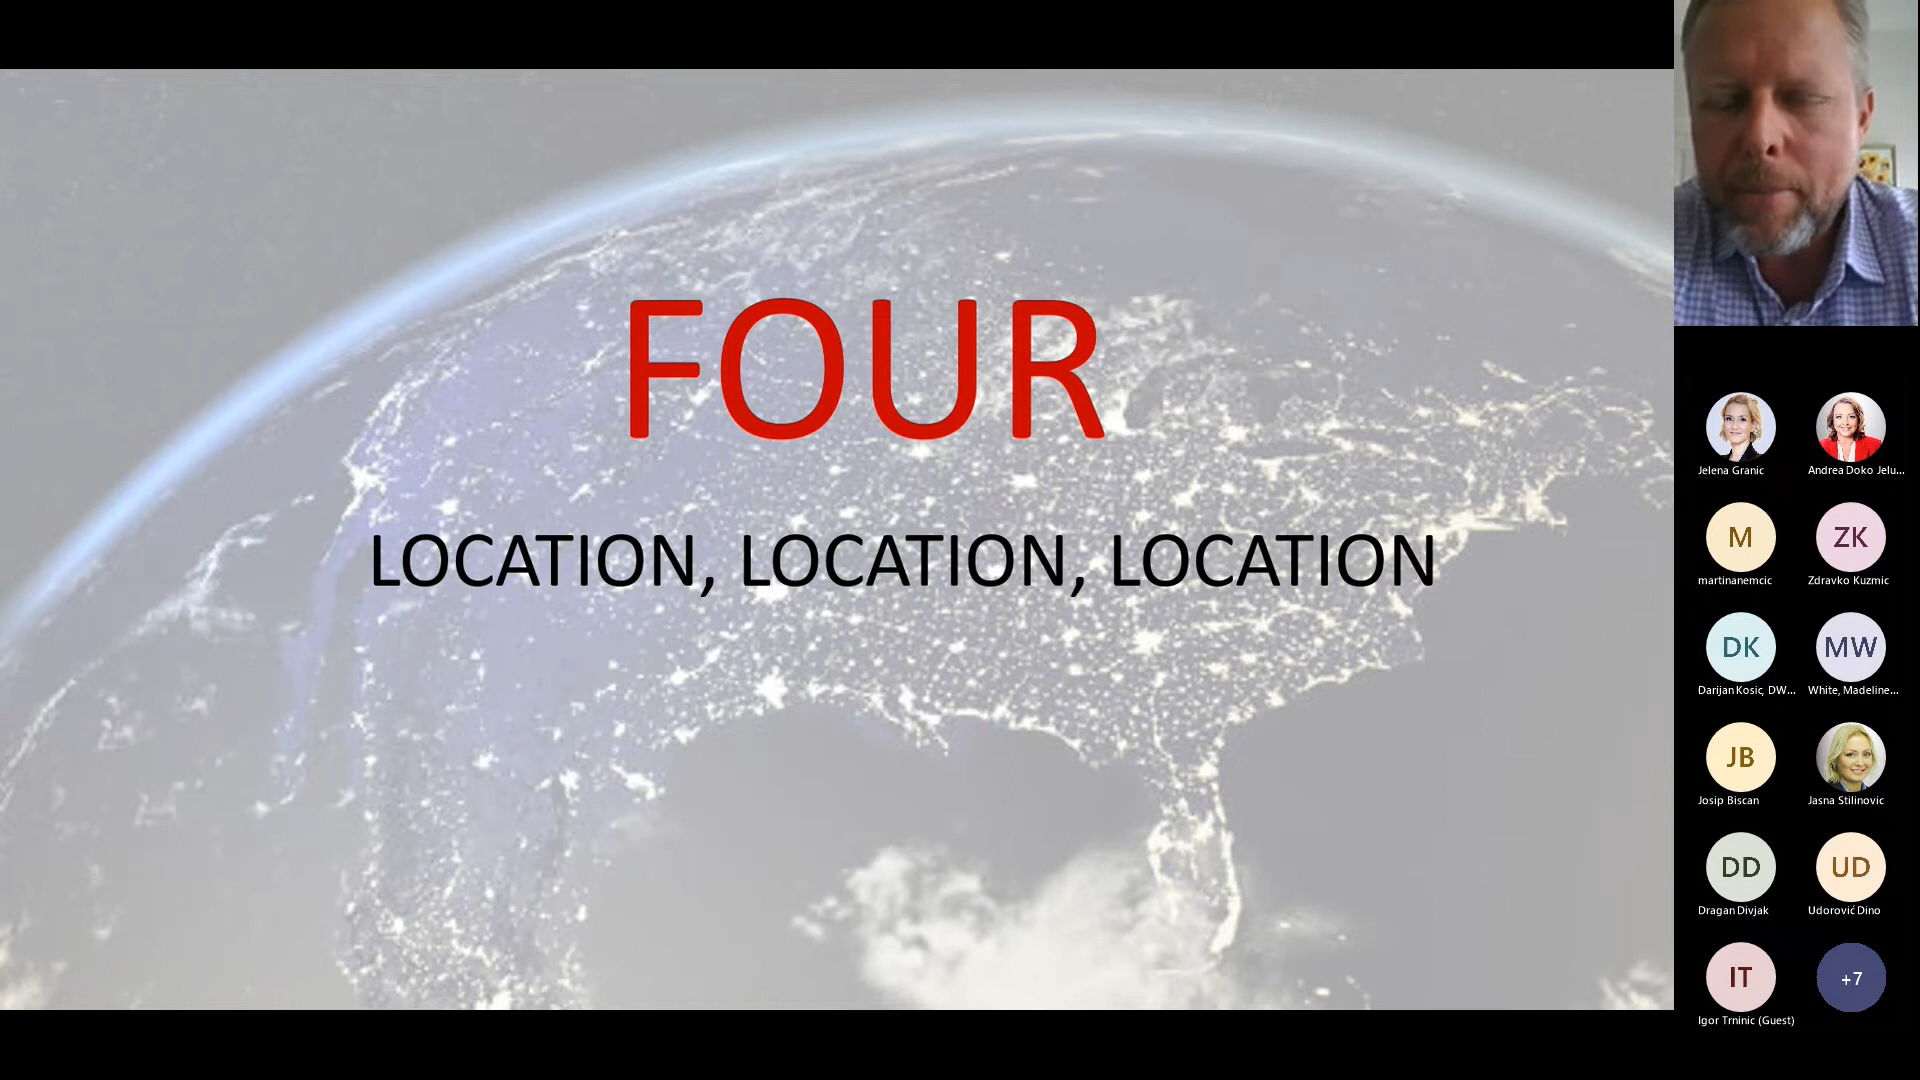 FOUR
LOCATION, LOCATION, LOCATION
Jelena Granic
Andrea Doko Jelu...
M
martinanemcic
ZK
Zdravko Kuzmic
DK
Darijan Kosic, DW...
MW
White, Madeline...
JB
Josip Biscan
Jasna Stilinovic
DD
Dragan Divjak
UD
Udorović Dino
IT
Igor Trninic (Guest)
+7